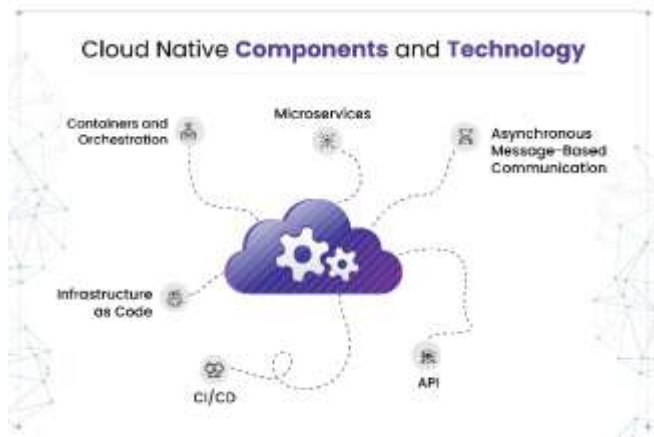 Cloud Native Components and Technology
Containers and
Orchestration
Microservices
Asynchronous
Message-Based
Communication
Infrastructure
as Code
CI/CD
API